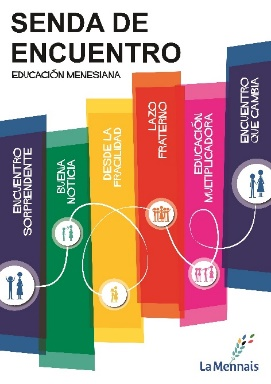 SENDA DE
ENCUENTRO
EDUCACIÓN MENESIANA
ENCUENTRO
SORPRENDENTE
BUENA
NOTICIA
DESDE LA
FRAGILIDAD
LAZO
FRATERNO
EDUCACIÓN
MULTIPLICADORA
ENCUENTRO
QUE CAMBIA
La Mennais